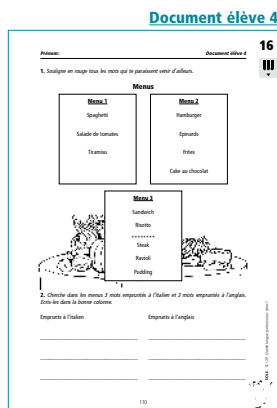 Document élève 4
16
Prénom:
Document élève 4
1. Souligne en rouge tous les mots qui te paraissent venir d'ailleurs.
Menus
Menu 1
Spaghetti
Salade de tomates
Tiramisu
Menu 2
Hamburger
Epinards
Frites
Cake au chocolat
Menu 3
Sandwich
Risotto
********
Steak
Ravioli
Pudding
2. Cherche dans les menus 3 mots empruntés à l'italien et 3 mots empruntés à l'anglais.
Ecris-les dans la bonne colonne.
Emprunts à l'italien
Emprunts à l'anglais
110